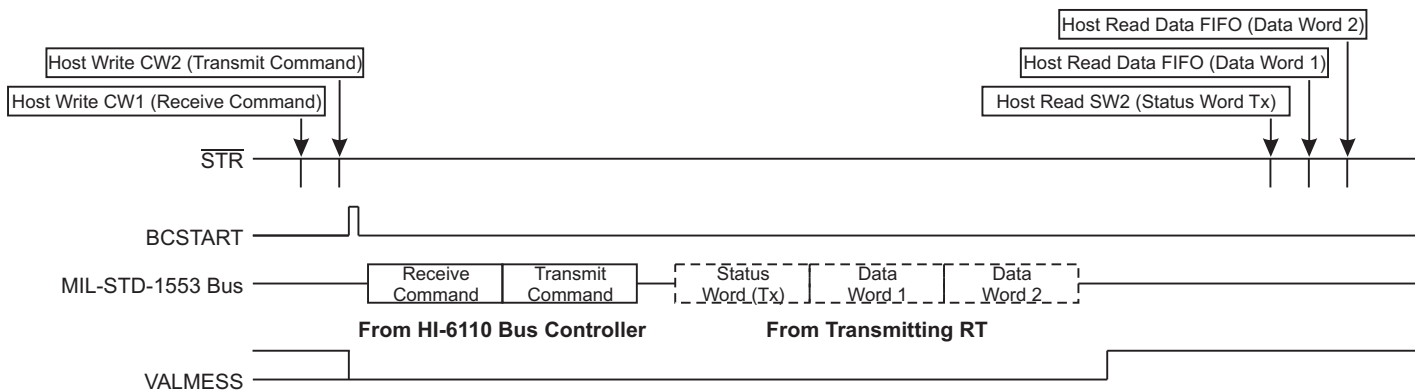 Host Read Data FIFO (Data Word 2)
Host Write CW2 (Transmit Command)
Host Read Data FIFO (Data Word 1)
Host Write CW1 (Receive Command)
Host Read SW2 (Status Word Tx)
STR
BCSTART
MIL-STD-1553 Bus
Receive
Command
Transmit
Command
Status
Word (Tx)
Data
Word 1
Data
Word 2
From HI-6110 Bus Controller
From Transmitting RT
VALMESS